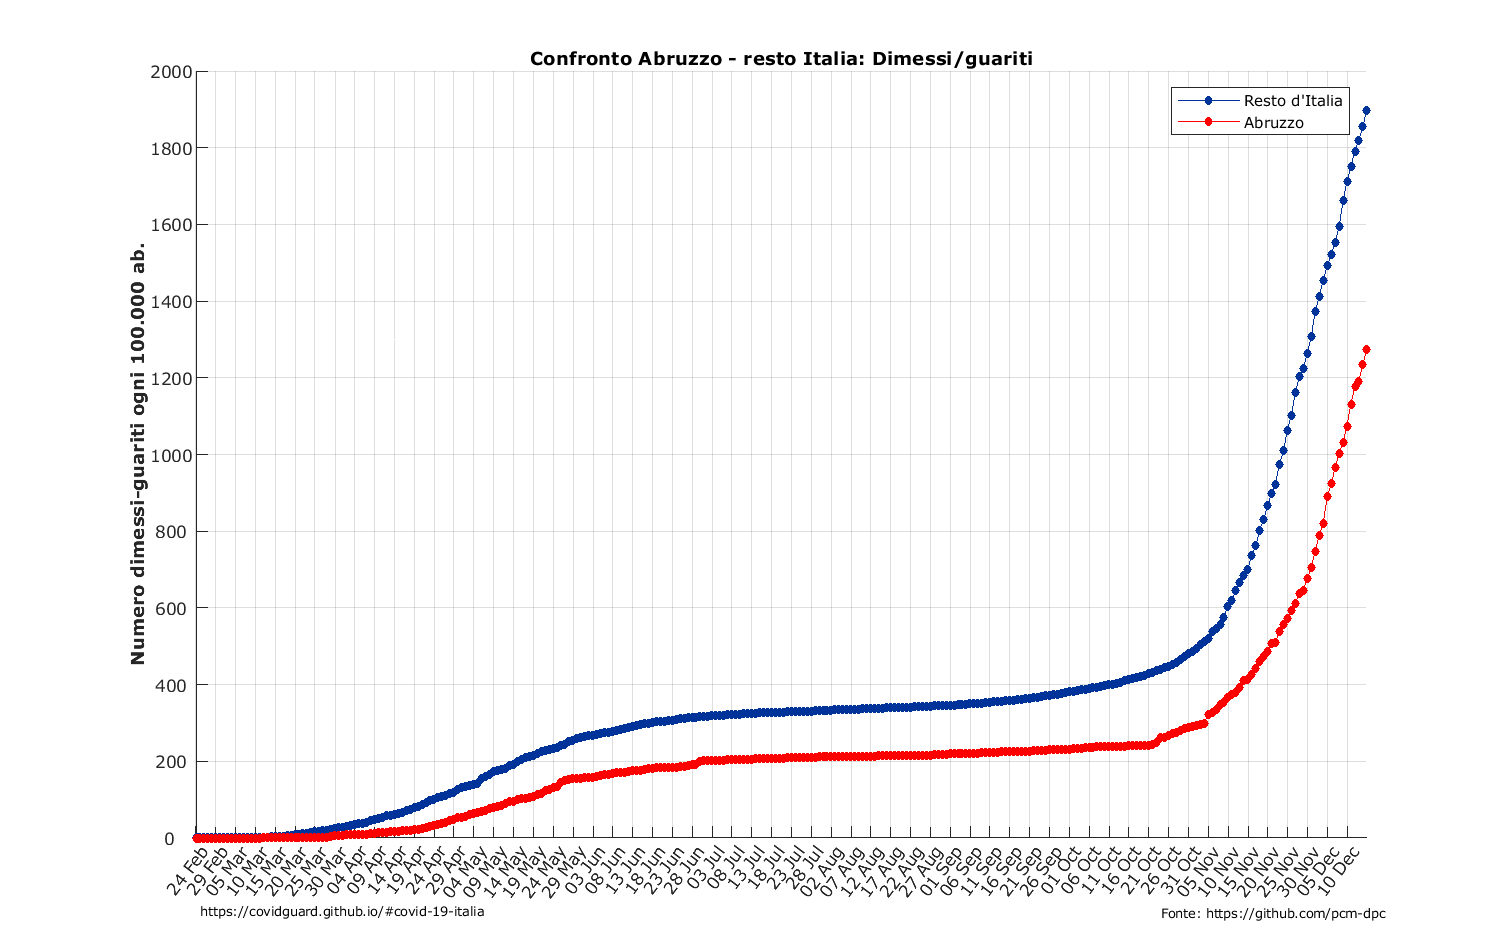 Confronto Abruzzo - resto Italia: Dimessi/guariti
Resto d'Italia
Abruzzo
Numero dimessi-guariti ogni 100.000 ab.
2000
1800
1600
1400
1200
1000
800
600
400
200
0
24 Feb
29 Feb
05 Mar
10 Mar
15 Mar
20 Mar
25 Mar
30 Mar
04 Apr
09 Apr
14 Apr
19 Apr
24 Apr
29 Apr
04 May
09 May
14 May
19 May
24 May
29 May
03 Jun
08 Jun
13 Jun
18 Jun
23 Jun
28 Jun
03 Jul
08 Jul
13 Jul
18 Jul
23 Jul
28 Jul
02 Aug
07 Aug
12 Aug
17 Aug
22 Aug
27 Aug
01 Sep
06 Sep
11 Sep
16 Sep
21 Sep
26 Sep
01 Oct
06 Oct
11 Oct
16 Oct
21 Oct
26 Oct
31 Oct
05 Nov
10 Nov
15 Nov
20 Nov
25 Nov
30 Nov
05 Dec
10 Dec
https://covidguard.github.io/#covid-19-italia
Fonte: https://github.com/pcm-dpc